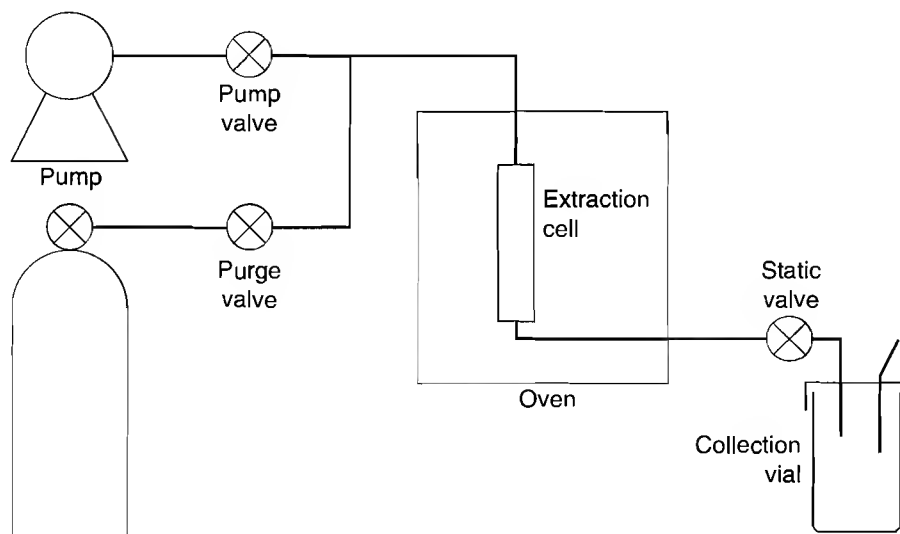 Pump
valve
Pump
Extraction
cell
Purge
valve
Static
valve
Oven
Collection
vial